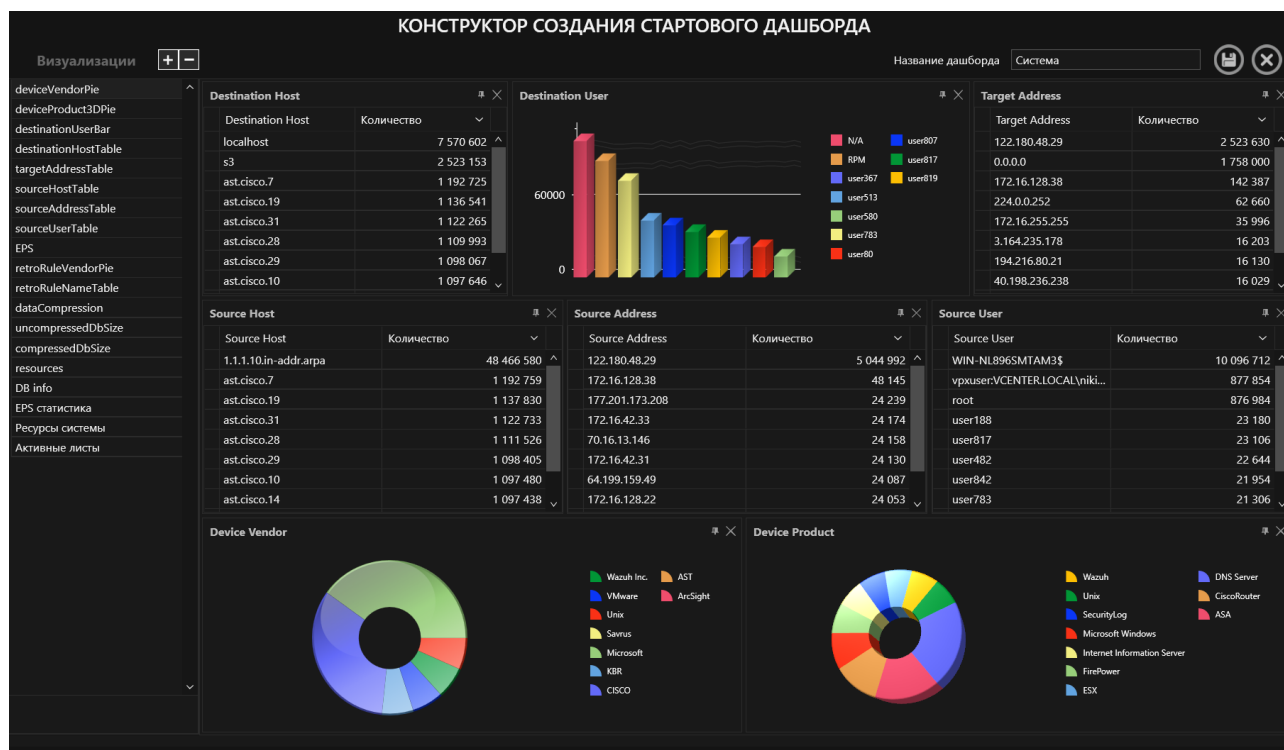 КОНСТРУКТОР СОЗДАНИЯ СТАРТОВОГО ДАШБОРДА
Визуализации + −
Название дашборда Система
deviceVendorPie
deviceProduct3DPie
destinationUserBar
destinationHostTable
targetAddressTable
sourceHostTable
sourceAddressTable
sourceUserTable
EPS
retroRuleVendorPie
retroRuleNameTable
dataCompression
uncompressedDbSize
compressedDbSize
resources
DB info
EPS статистика
Ресурсы системы
Активные листы
Destination Host
Destination Host Количество
localhost 7 570 602
s3 2 523 153
ast.cisco.7 1 192 725
ast.cisco.19 1 136 541
ast.cisco.31 1 122 265
ast.cisco.28 1 109 993
ast.cisco.29 1 098 067
ast.cisco.10 1 097 646
Destination User
60000
0
N/A
RPM
user367
user513
user580
user783
user80
user807
user817
user819
Target Address
Target Address Количество
122.180.48.29 2 523 630
0.0.0.0 1 758 000
172.16.128.38 142 387
224.0.0.252 62 660
172.16.255.255 35 996
3.164.235.178 16 203
194.216.80.21 16 130
40.198.236.238 16 029
Source Host
Source Host Количество
1.1.1.10.in-addr.arpa 48 466 580
ast.cisco.7 1 192 759
ast.cisco.19 1 137 830
ast.cisco.31 1 122 733
ast.cisco.28 1 111 526
ast.cisco.29 1 098 405
ast.cisco.10 1 097 480
ast.cisco.14 1 097 438
Source Address
Source Address Количество
122.180.48.29 5 044 992
172.16.128.38 48 145
177.201.173.208 24 239
172.16.42.33 24 174
70.16.13.146 24 158
172.16.42.31 24 130
64.199.159.49 24 087
172.16.128.22 24 053
Source User
Source User Количество
WIN-NL896SMTAM3$ 10 096 712
vpxuser:VCENTER.LOCAL\niki... 877 854
root 876 984
user188 23 180
user817 23 106
user482 22 644
user842 21 954
user783 21 306
Device Vendor
Wazuh Inc.
VMware
Unix
Savrus
Microsoft
KBR
CISCO
AST
ArcSight
Device Product
Wazuh
Unix
SecurityLog
Microsoft Windows
Internet Information Server
FirePower
ESX
DNS Server
CiscoRouter
ASA